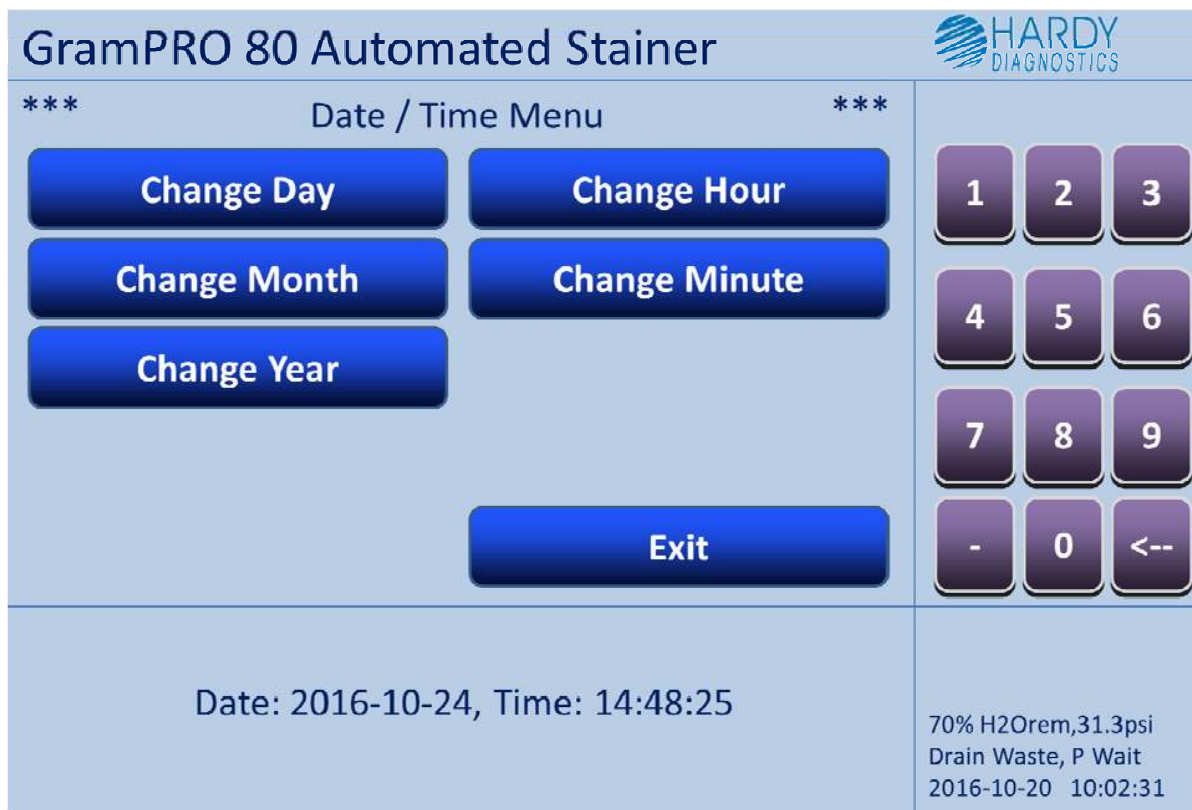 GramPRO 80 Automated Stainer
HARDY
DIAGNOSTICS
*** Date / Time Menu ***
Change Day
Change Hour
Change Month
Change Minute
Change Year
Exit
1 2 3
4 5 6
7 8 9
- 0 <--
Date: 2016-10-24, Time: 14:48:25
70% H2Orem,31.3psi
Drain Waste, P Wait
2016-10-20 10:02:31